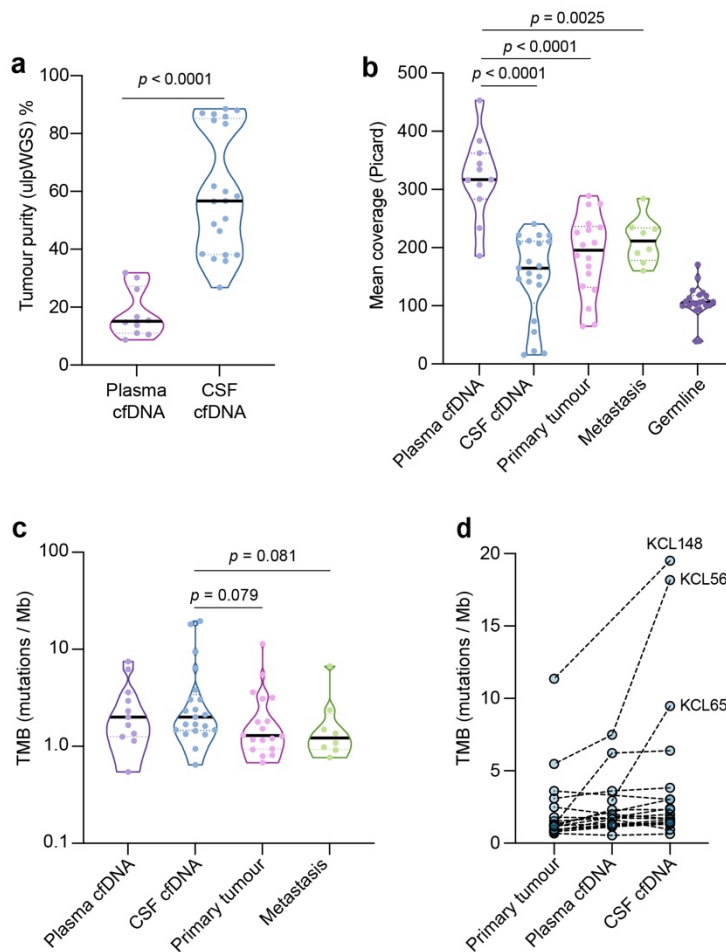 a
p < 0.0001
Tumour purity (ulpWGS) %
100
80
60
40
20
0
Plasma
cfDNA
CSF
cfDNA
b
p = 0.0025
p < 0.0001
p < 0.0001
Mean coverage (Picard)
500
400
300
200
100
0
Plasma cfDNA
CSF cfDNA
Primary tumour
Metastasis
Germline
c
p = 0.081
p = 0.079
TMB (mutations / Mb)
100
10
1.0
0.1
Plasma cfDNA
CSF cfDNA
Primary tumour
Metastasis
d
KCL148
KCL56
KCL65
TMB (mutations / Mb)
20
15
10
5
0
Primary tumour
Plasma cfDNA
CSF cfDNA